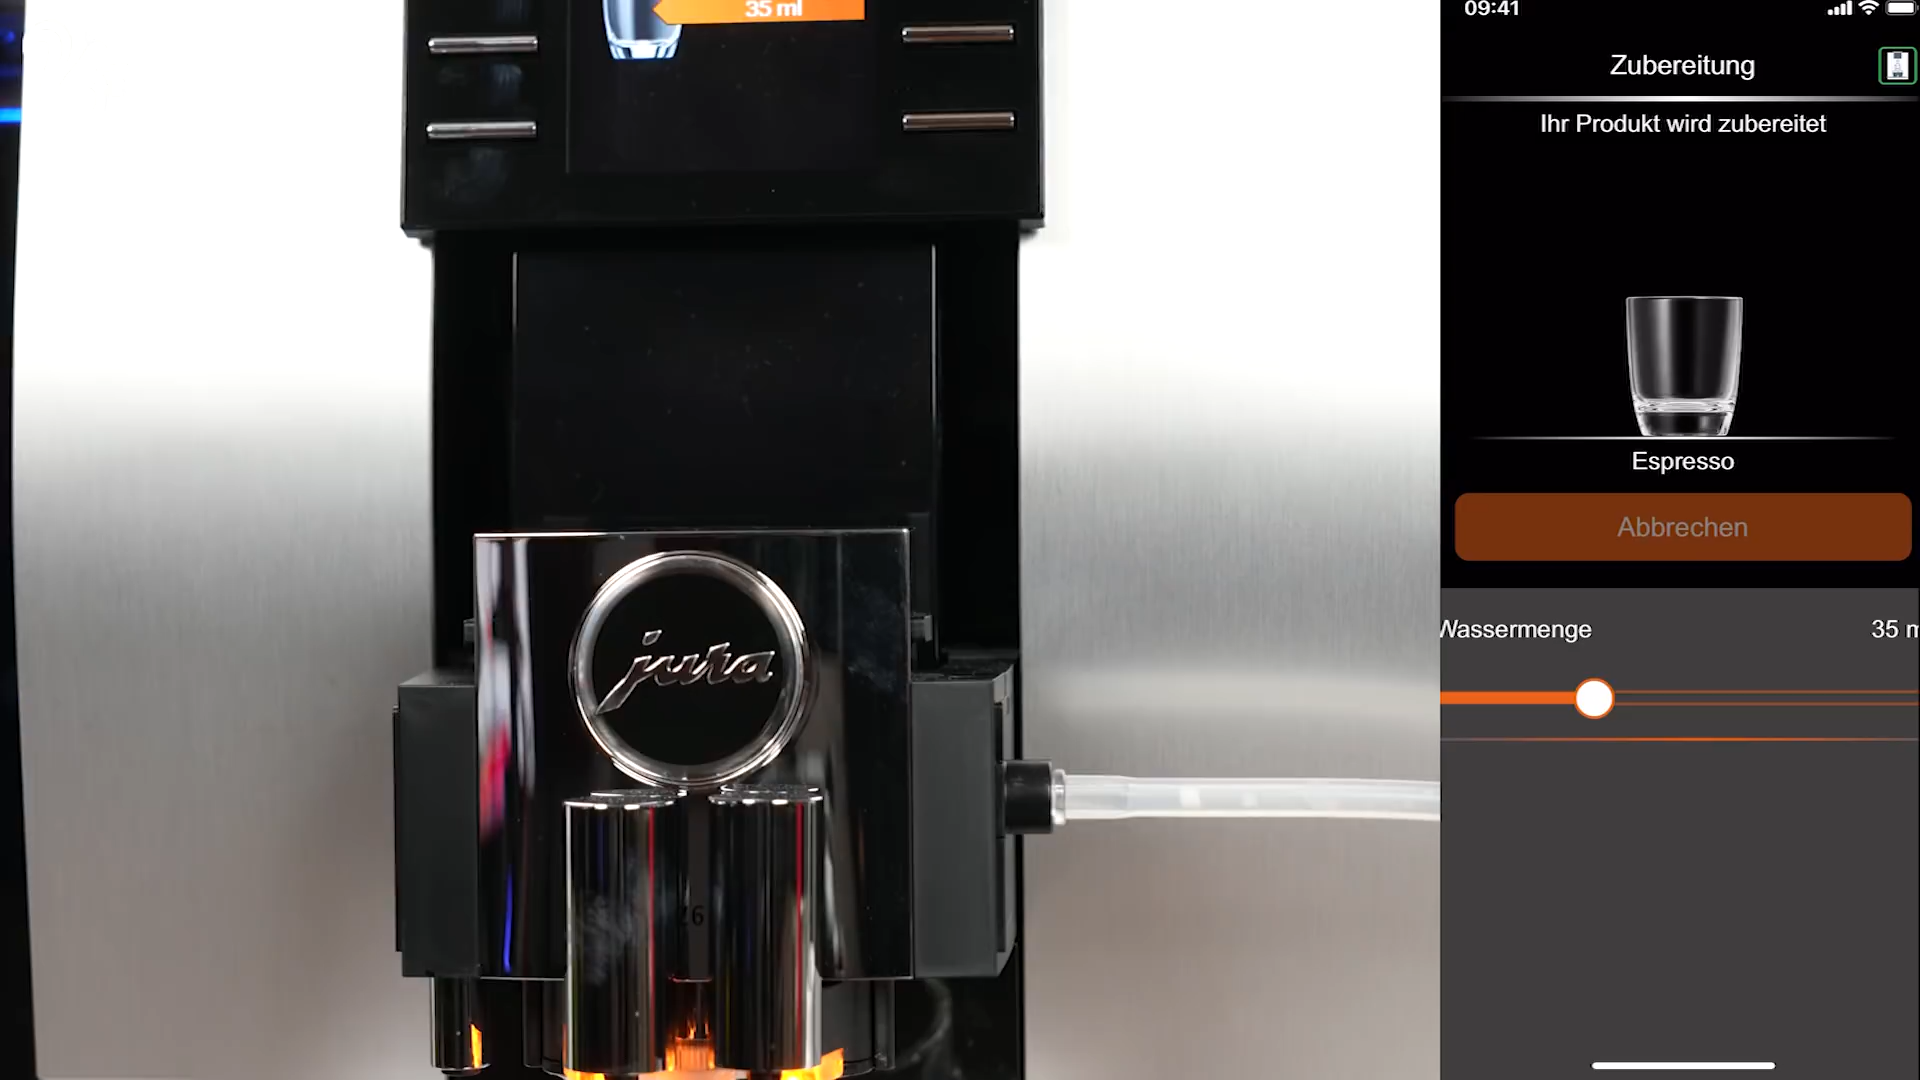 35 ml
jura
09:41
Zubereitung
Ihr Produkt wird zubereitet
Espresso
Abbrechen
Wassermenge
35 m